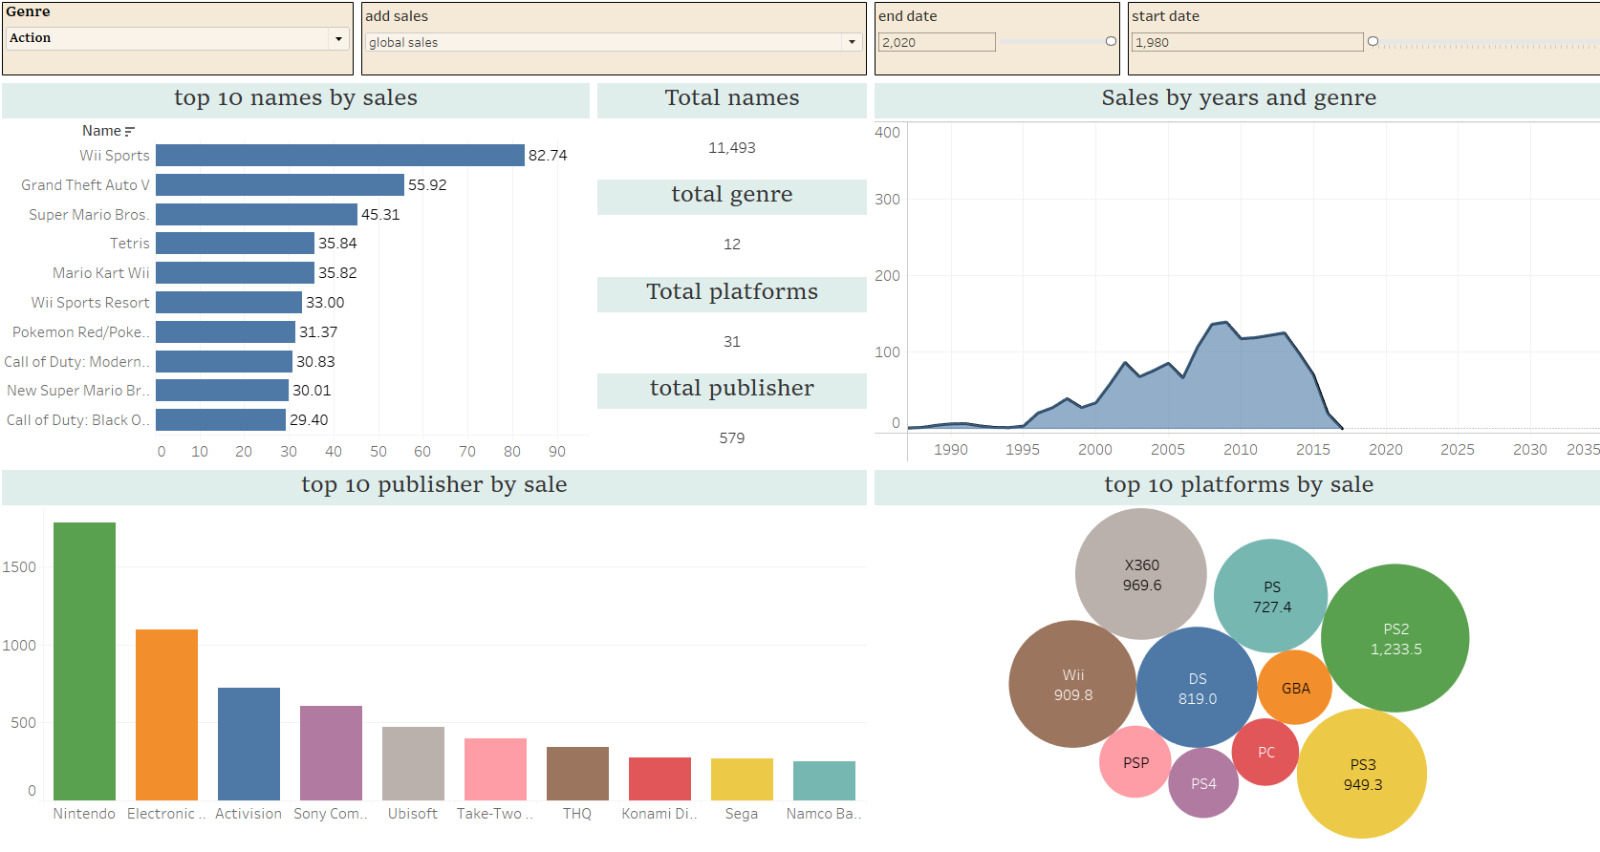 Genre
Action
add sales
global sales
end date
2,020
start date
1,980
top 10 names by sales
Name
Wii Sports 82.74
Grand Theft Auto V 55.92
Super Mario Bros. 45.31
Tetris 35.84
Mario Kart Wii 35.82
Wii Sports Resort 33.00
Pokemon Red/Poke.. 31.37
Call of Duty: Modern.. 30.83
New Super Mario Br.. 30.01
Call of Duty: Black O.. 29.40
0 10 20 30 40 50 60 70 80 90
Total names
11,493
total genre
12
Total platforms
31
total publisher
579
Sales by years and genre
400
300
200
100
0
1990 1995 2000 2005 2010 2015 2020 2025 2030 2035
top 10 publisher by sale
1500
1000
500
0
Nintendo Electronic .. Activision Sony Com.. Ubisoft Take-Two .. THQ Konami Di.. Sega Namco Ba..
top 10 platforms by sale
X360
969.6
PS
727.4
PS2
1,233.5
Wii
909.8
DS
819.0
GBA
PSP
PS4
PC
PS3
949.3